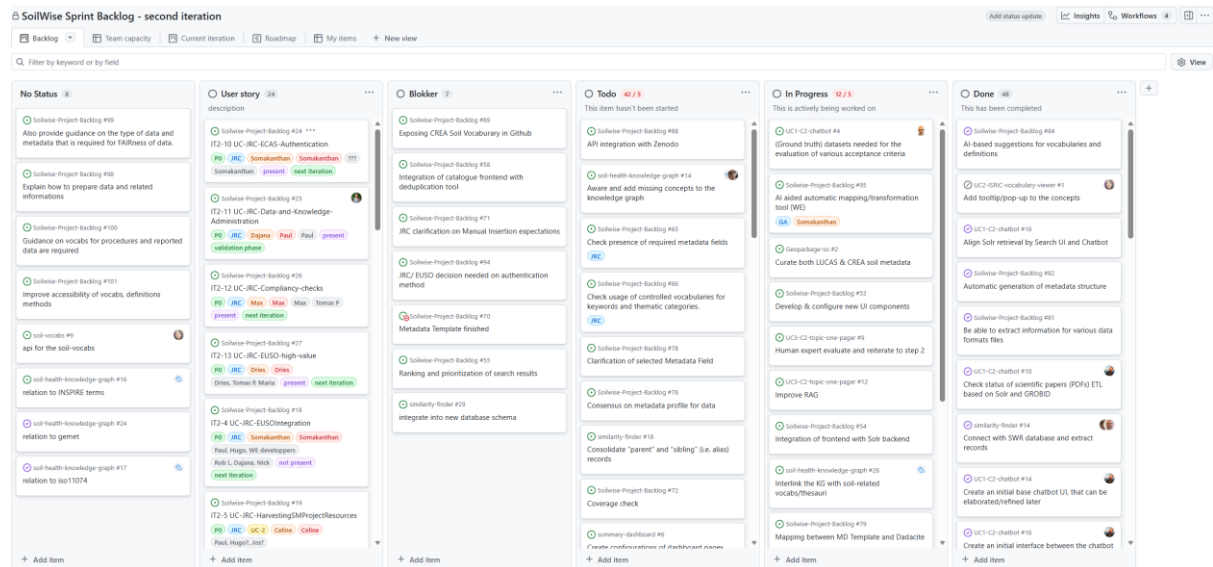 SoilWise Sprint Backlog - second iteration
Add status update
Insights
Workflows 4
Backlog
Team capacity
Current iteration
Roadmap
My items
+ New view
Filter by keyword or by field
View
No Status 8
Soilwise-Project-Backlog #99
Also provide guidance on the type of data and
metadata that is required for FAIRness of data.
Soilwise-Project-Backlog #98
Explain how to prepare data and related
informations
Soilwise-Project-Backlog #100
Guidance on vocabs for procedures and reported
data are required
Soilwise-Project-Backlog #101
Improve accessibility of vocabs, definitions
methods
soil-vocabs #9
api for the soil-vocabs
soil-health-knowledge-graph #16
relation to INSPIRE terms
soil-health-knowledge-graph #24
relation to gemet
soil-health-knowledge-graph #17
relation to iso11074
+ Add item
User story 24
description
Soilwise-Project-Backlog #24
IT2-10 UC-JRC-ECAS-Authentication
P0 JRC Somakanthan Somakanthan ???
Somakanthan present next iteration
Soilwise-Project-Backlog #25
IT2-11 UC-JRC-Data-and-Knowledge-
Administration
P0 JRC Dajana Paul Paul present
validation phase
Soilwise-Project-Backlog #26
IT2-12 UC-JRC-Compliancy-checks
P0 JRC Max Max Max Tomas P
present next iteration
Soilwise-Project-Backlog #27
IT2-13 UC-JRC-EUSO-high-value
P0 JRC Dries Dries
Dries, Tomas R Maria present next iteration
Soilwise-Project-Backlog #18
IT2-4 UC-JRC-EUSOIntegration
P0 JRC Somakanthan Somakanthan
Paul, Hugo, WE developpers
Rob L, Dajana, Nick not present
next iteration
Soilwise-Project-Backlog #19
IT2-5 UC-JRC-HarvestingSMProjectResources
P0 JRC UC-2 Celine Celine
Paul, Hugo?, Jos?
+ Add item
Blokker 7
Soilwise-Project-Backlog #89
Exposing CREA Soil Vocaburary in Github
Soilwise-Project-Backlog #58
Integration of catalogue frontend with
deduplication tool
Soilwise-Project-Backlog #71
JRC clarification on Manual Insertion expectations
Soilwise-Project-Backlog #94
JRC/ EUSO decision needed on authentication
method
Soilwise-Project-Backlog #70
Metadata Template finished
Soilwise-Project-Backlog #55
Ranking and prioritization of search results
similarity-finder #29
integrate into new database schema
+ Add item
Todo 42 / 5
This item hasn't been started
Soilwise-Project-Backlog #88
API integration with Zenodo
soil-health-knowledge-graph #14
Aware and add missing concepts to the
knowledge graph
Soilwise-Project-Backlog #65
Check presence of required metadata fields
JRC
Soilwise-Project-Backlog #66
Check usage of controlled vocabularies for
keywords and thematic categories.
JRC
Soilwise-Project-Backlog #78
Clarification of selected Metadata Field
Soilwise-Project-Backlog #76
Consensus on metadata profile for data
similarity-finder #18
Consolidate "parent" and "sibling" (i.e. alias)
records
Soilwise-Project-Backlog #72
Coverage check
summary-dashboard #6
Create configurations of dashboard pages
+ Add item
In Progress 12 / 5
This is actively being worked on
UC1-C2-chatbot #4
(Ground truth) datasets needed for the
evaluation of various acceptance criteria
Soilwise-Project-Backlog #95
AI aided automatic mapping/transformation
tool (WE)
GA Somakanthan
Geopackage-so #2
Curate both LUCAS & CREA soil metadata
Soilwise-Project-Backlog #53
Develop & configure new UI components
UC3-C2-topic-one-pager #9
Human expert evaluate and reiterate to step 2
UC3-C2-topic-one-pager #12
Improve RAG
Soilwise-Project-Backlog #54
Integration of frontend with Solr backend
soil-health-knowledge-graph #26
Interlink the KG with soil-related
vocabs/thesauri
Soilwise-Project-Backlog #79
Mapping between MD Template and Dadacite
+ Add item
Done 48
This has been completed
Soilwise-Project-Backlog #84
AI-based suggestions for vocabularies and
definitions
UC2-ISRIC-vocabulary-viewer #1
Add tooltip/pop-up to the concepts
UC1-C2-chatbot #18
Align Solr retrieval by Search UI and Chatbot
Soilwise-Project-Backlog #82
Automatic generation of metadata structure
Soilwise-Project-Backlog #81
Be able to extract information for various data
formats files
UC1-C2-chatbot #10
Check status of scientific papers (PDFs) ETL
based on Solr and GROBID
similarity-finder #14
Connect with SWR database and extract
records
UC1-C2-chatbot #14
Create an initial base chatbot UI, that can be
elaborated/refined later
UC1-C2-chatbot #16
Create an initial interface between the chatbot
+ Add item